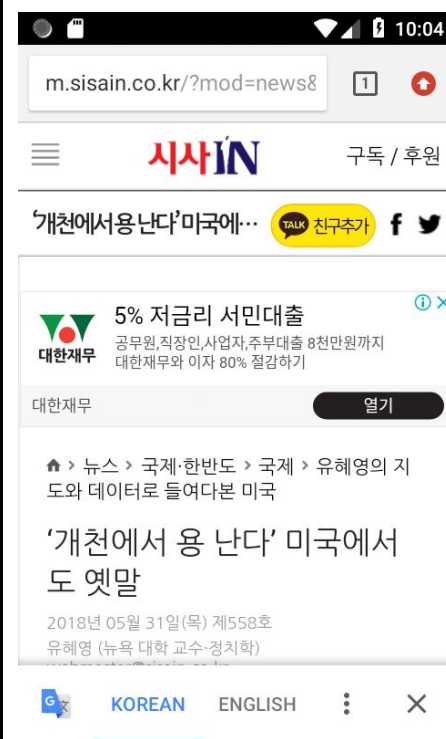 10:04
m.sisain.co.kr/?mod=news&
1
시사IN
구독 / 후원
‘개천에서 용 난다’ 미국에… TALK 친구추가 f
5% 저금리 서민대출
공무원,직장인,사업자,주부대출 8천만원까지
대한재무와 이자 80% 절감하기
대한재무
대한재무
열기
> 뉴스 > 국제·한반도 > 국제 > 유혜영의 지
도와 데이터로 들여다본 미국
‘개천에서 용 난다’ 미국에서
도 옛말
2018년 05월 31일(목) 제558호
유혜영 (뉴욕 대학 교수·정치학)
KOREAN ENGLISH